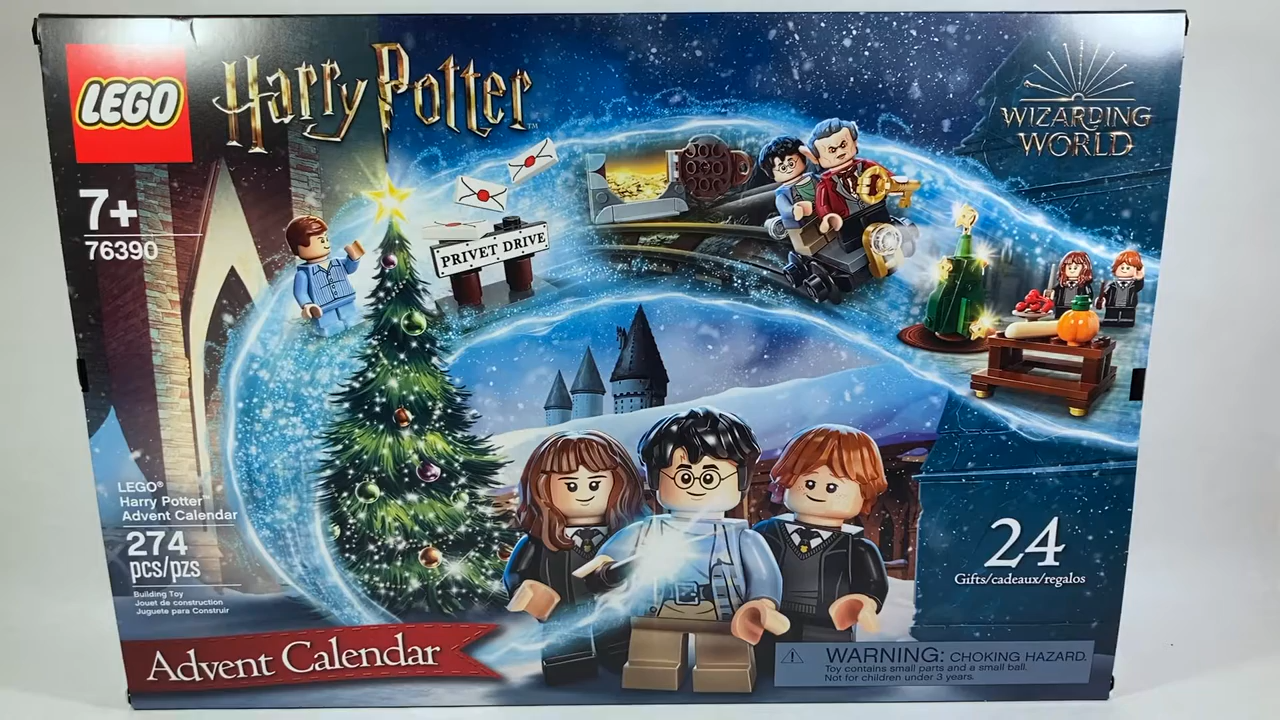 LEGO
Harry Potter™
WIZARDING
WORLD
7+
76390
PRIVET DRIVE
LEGO®
Harry Potter™
Advent Calendar
274
pcs/pzs
Building Toy
Jouet de construction
Juguete para Construir
24
Gifts/cadeaux/regalos
Advent Calendar
WARNING: CHOKING HAZARD.
Toy contains small parts and a small ball.
Not for children under 3 years.